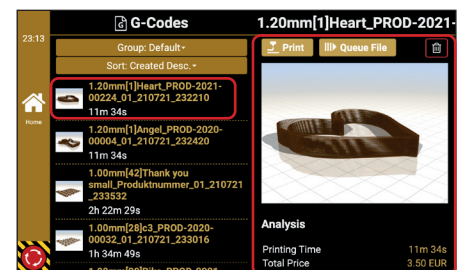 G-Codes
1.20mm[1]Heart_PROD-2021-
23:13
Group: Default
Print
Queue File
Sort: Created Desc.
1.20mm[1]Heart_PROD-2021-
00224_01_210721_232210
11m 34s
Home
1.20mm[1]Angel_PROD-2020-
00004_01_210721_232420
11m 34s
1.00mm[42]Thank you
small_Produktnummer_01_210721
_233532
2h 22m 29s
Analysis
1.00mm[28]c3_PROD-2020-
00032_01_210721_233016
1h 34m 49s
Printing Time
11m 34s
Total Price
3.50 EUR